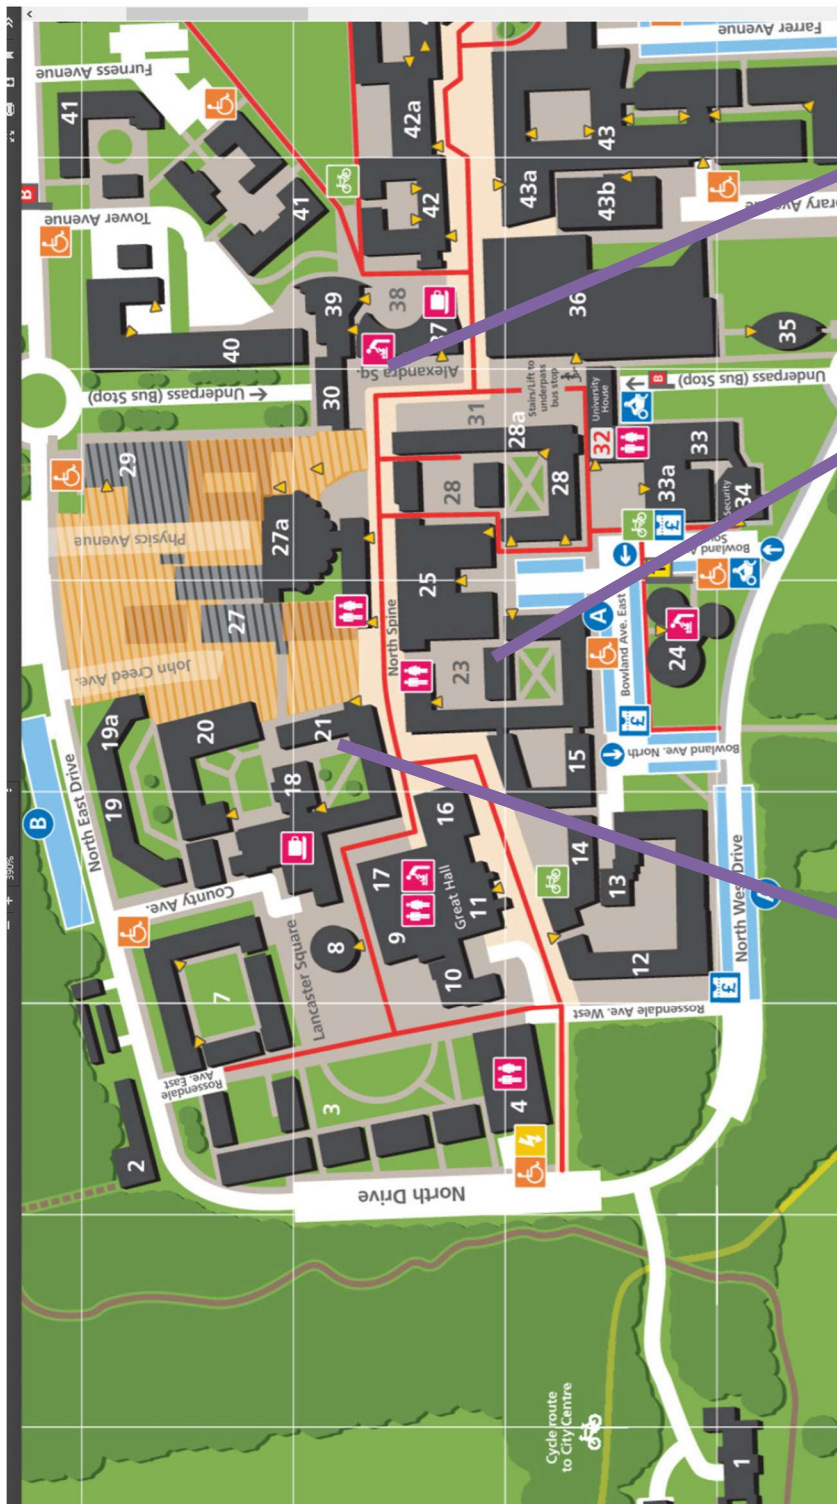 Furness Avenue
41
42a
43
Farrer Avenue
B
Tower Avenue
41
42
43a
43b
brary Avenue
40
39
38
37
36
35
Underpass (Bus Stop)
30
Alexandra Sq.
Stairs/Lift to
underpass
bus stop
University
House
B
Underpass (Bus Stop)
29
31
28a
32
33
Physics Avenue
27a
28
28
33a
Security
34
27
25
£
Bowland A
North Spine
A
Bowland Ave. East
John Creed Ave.
23
24
£
19a
20
21
Bowland Ave. North
B
North East Drive
19
18
15
16
14
County Ave.
17
13
9
Great Hall
11
North West Drive
A
8
10
12
£
Lancaster Square
7
Rossendale Ave. West
Rossendale
Ave. East
3
4
2
North Drive
Cycle route
to City Centre
1
390%